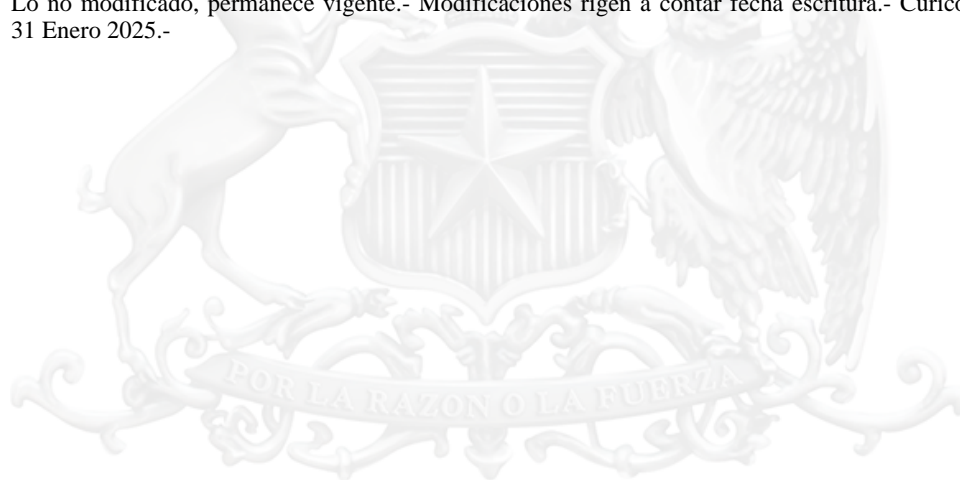 Lo no modificado, permanece vigente.- Modificaciones rigen a contar fecha escritura.- Curicó
31 Enero 2025.-
POR LA RAZON O LA FUERZA